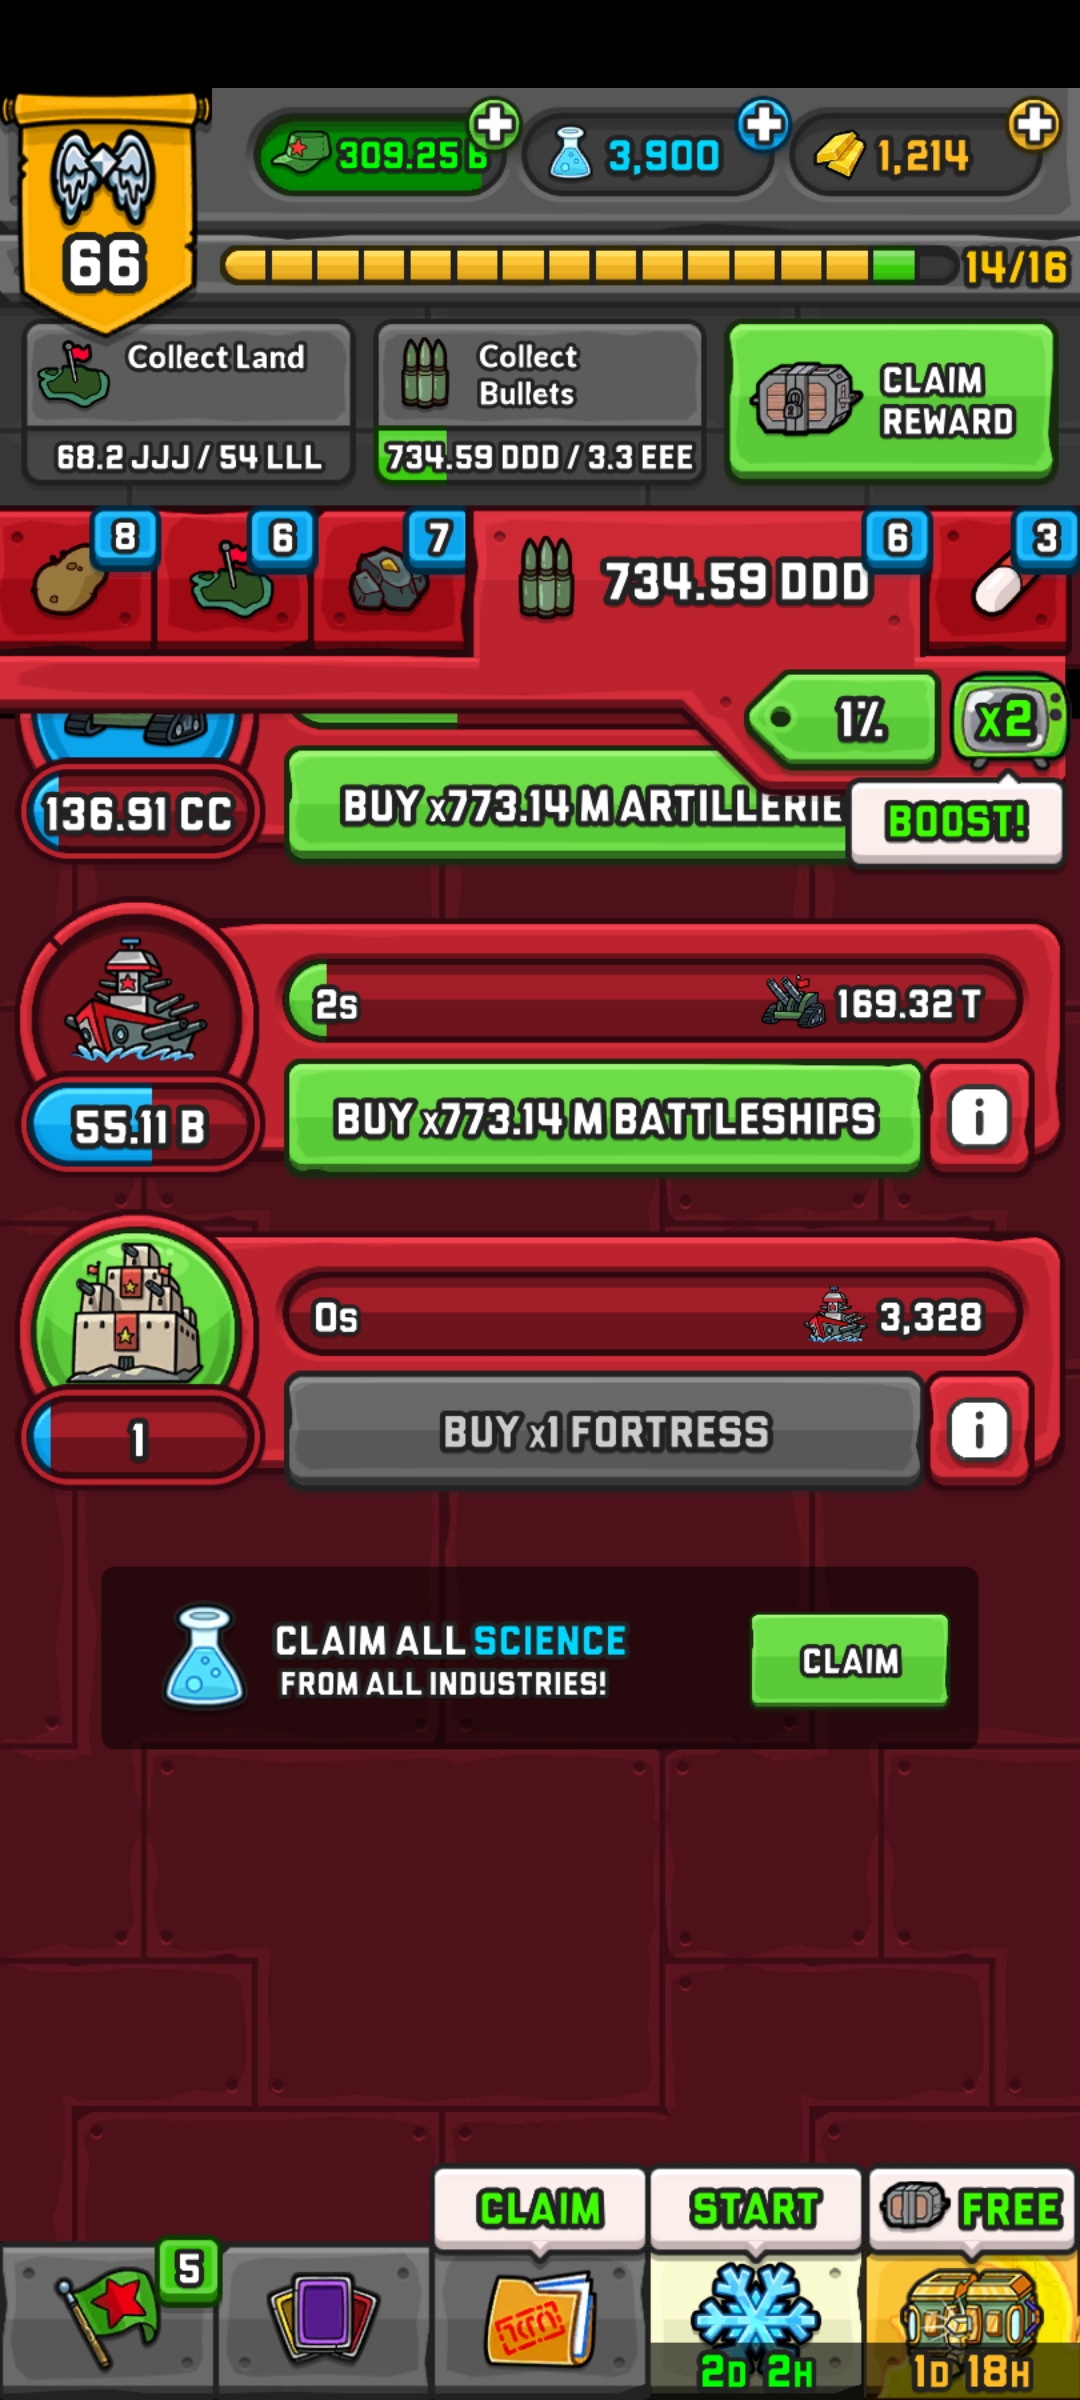 309.25 B
3,900
1,214
66
14/16
Collect Land
68.2 JJJ / 54 LLL
Collect
Bullets
734.59 DDD / 3.3 EEE
CLAIM
REWARD
8
6
7
734.59 DDD
6
3
1%
x2
BOOST!
136.91 CC
BUY x773.14 M ARTILLERIE
2s
169.32 T
55.11 B
BUY x773.14 M BATTLESHIPS
i
0s
3,328
1
BUY x1 FORTRESS
i
CLAIM ALL SCIENCE
FROM ALL INDUSTRIES!
CLAIM
CLAIM
START
FREE
5
2D 2H
1D 18H